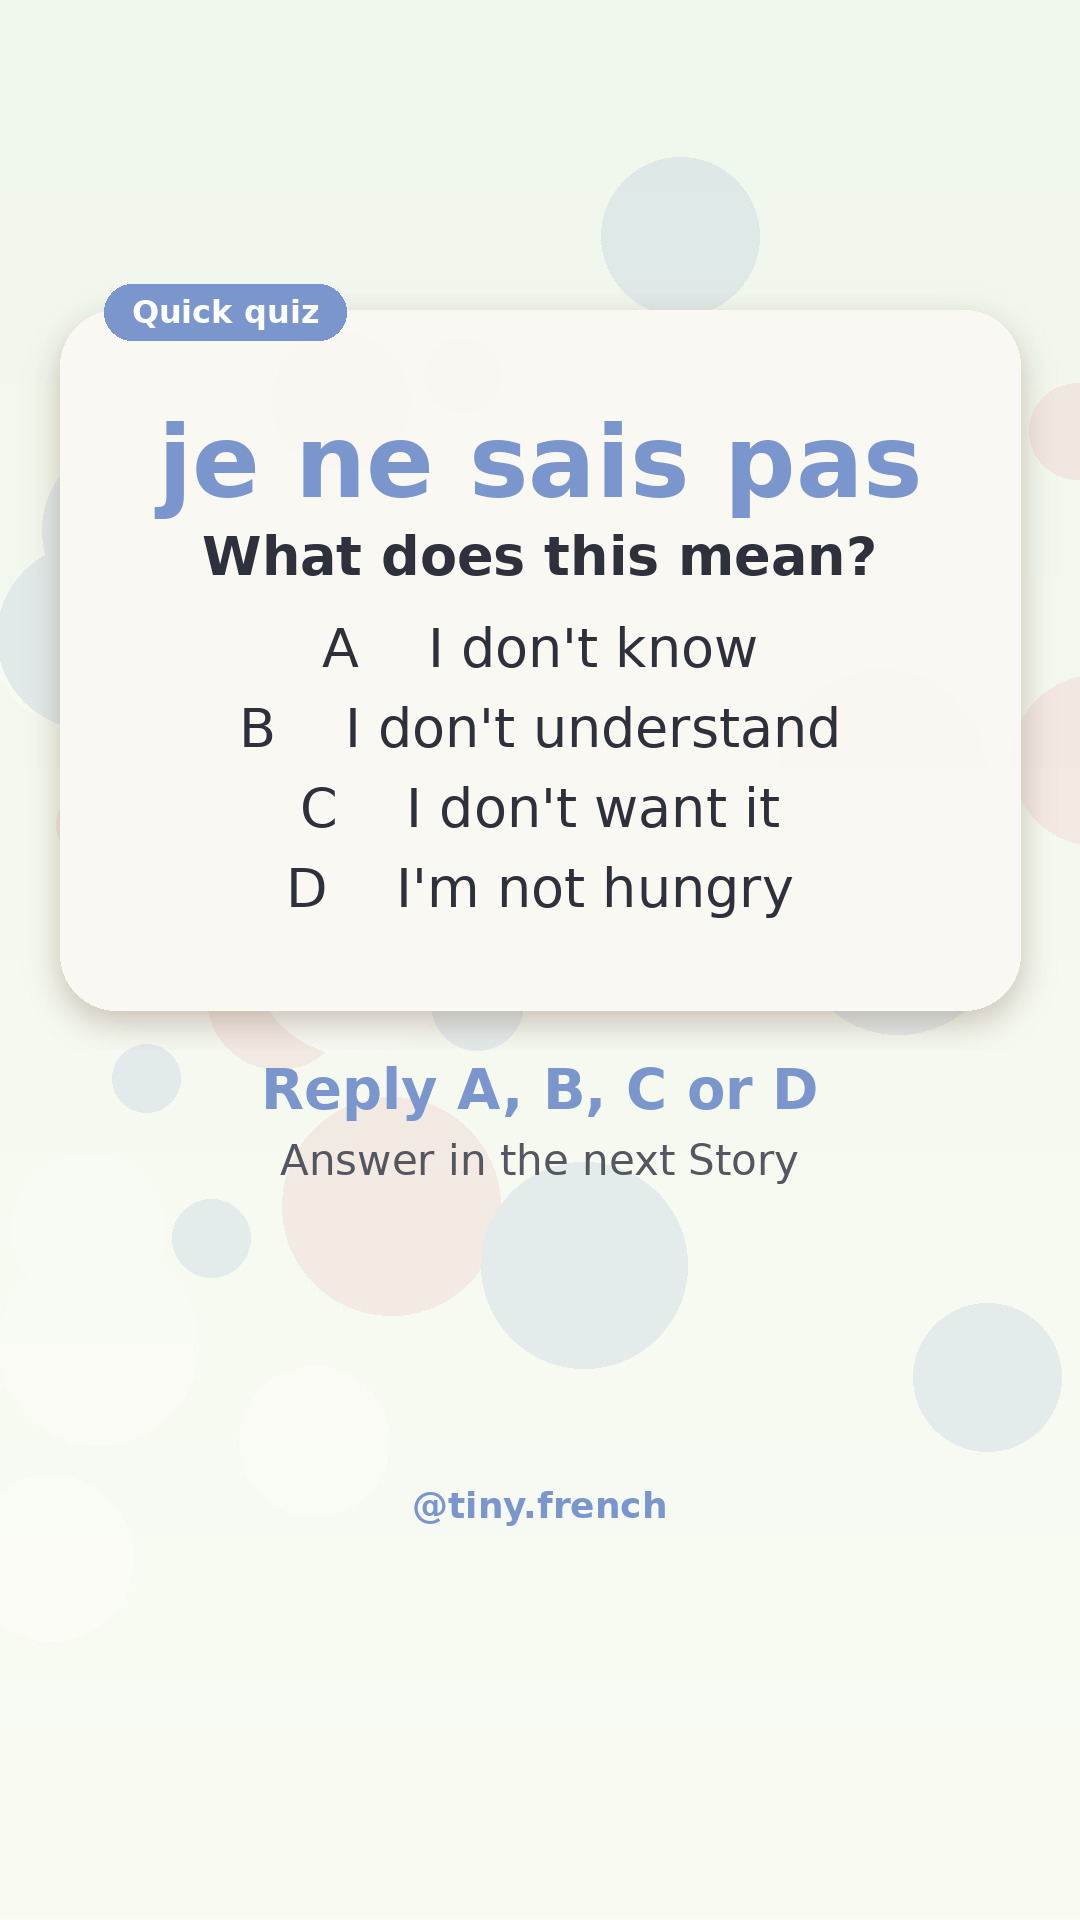 Quick quiz
je ne sais pas
What does this mean?
A I don't know
B I don't understand
C I don't want it
D I'm not hungry
Reply A, B, C or D
Answer in the next Story
@tiny.french